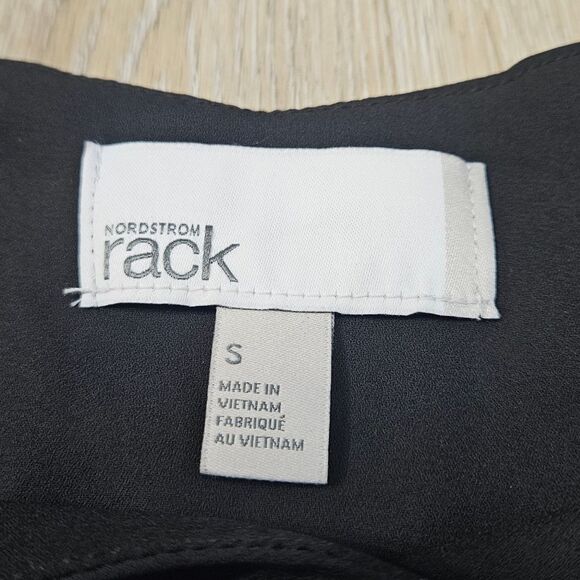 NORDSTROM
rack
S
MADE IN
VIETNAM
FABRIQUÉ
AU VIETNAM